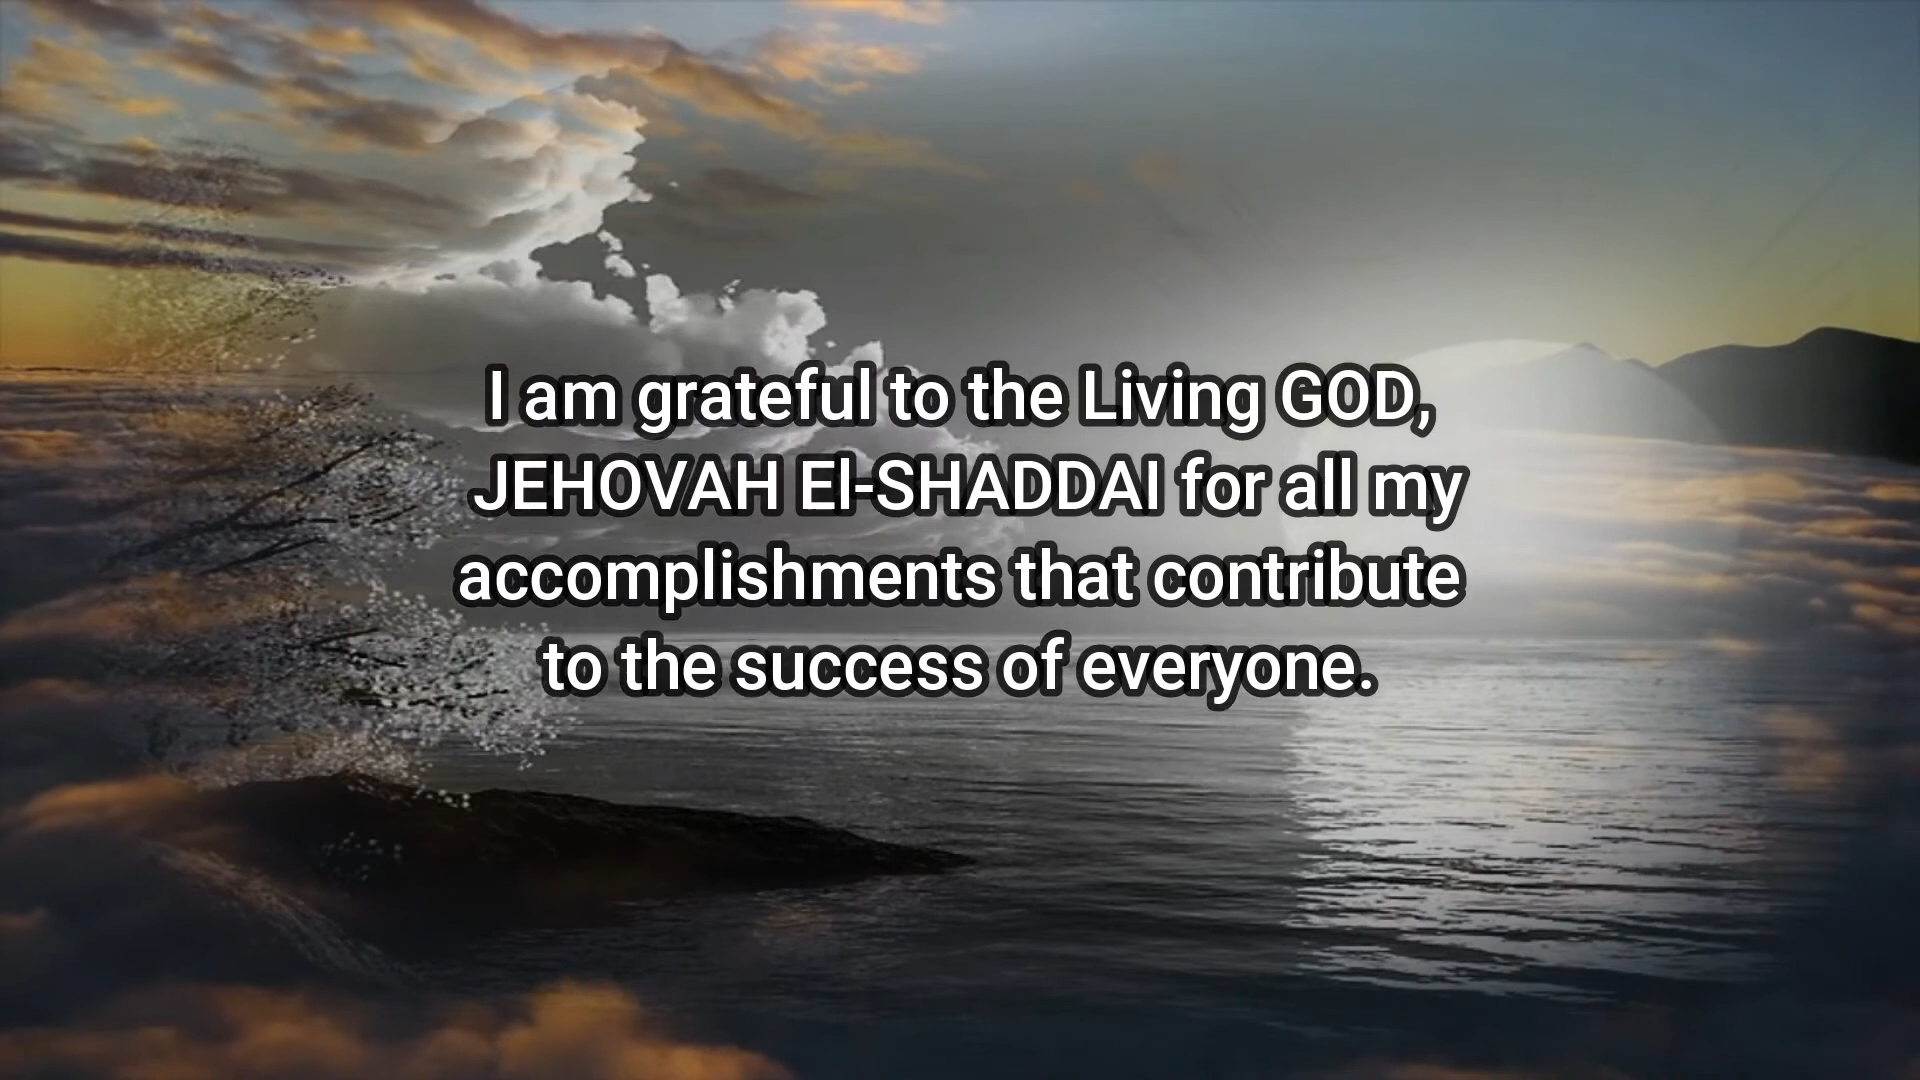 I am grateful to the Living GOD,
JEHOVAH El-SHADDAI for all my
accomplishments that contribute
to the success of everyone.